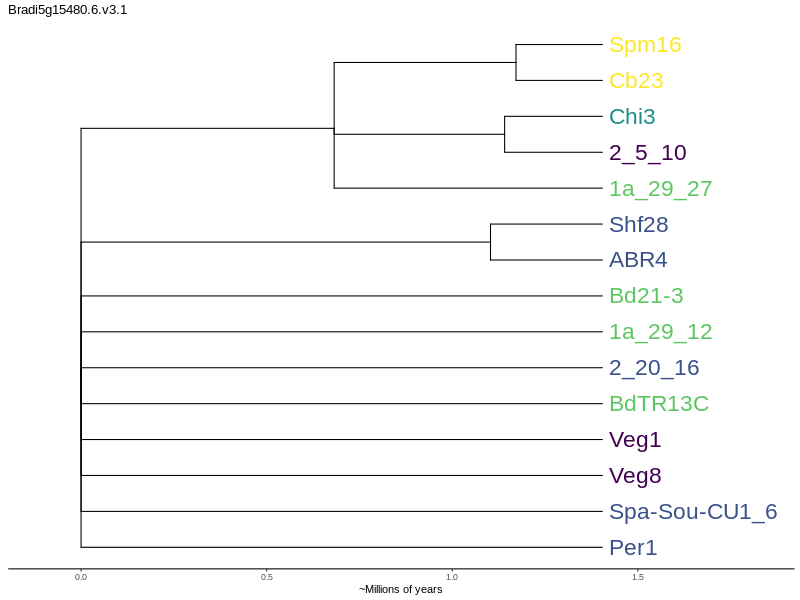 Bradi5g15480.6.v3.1
Spm16
Cb23
Chi3
2_5_10
1a_29_27
Shf28
ABR4
Bd21-3
1a_29_12
2_20_16
BdTR13C
Veg1
Veg8
Spa-Sou-CU1_6
Per1
0.0 0.5 1.0 1.5
~Millions of years